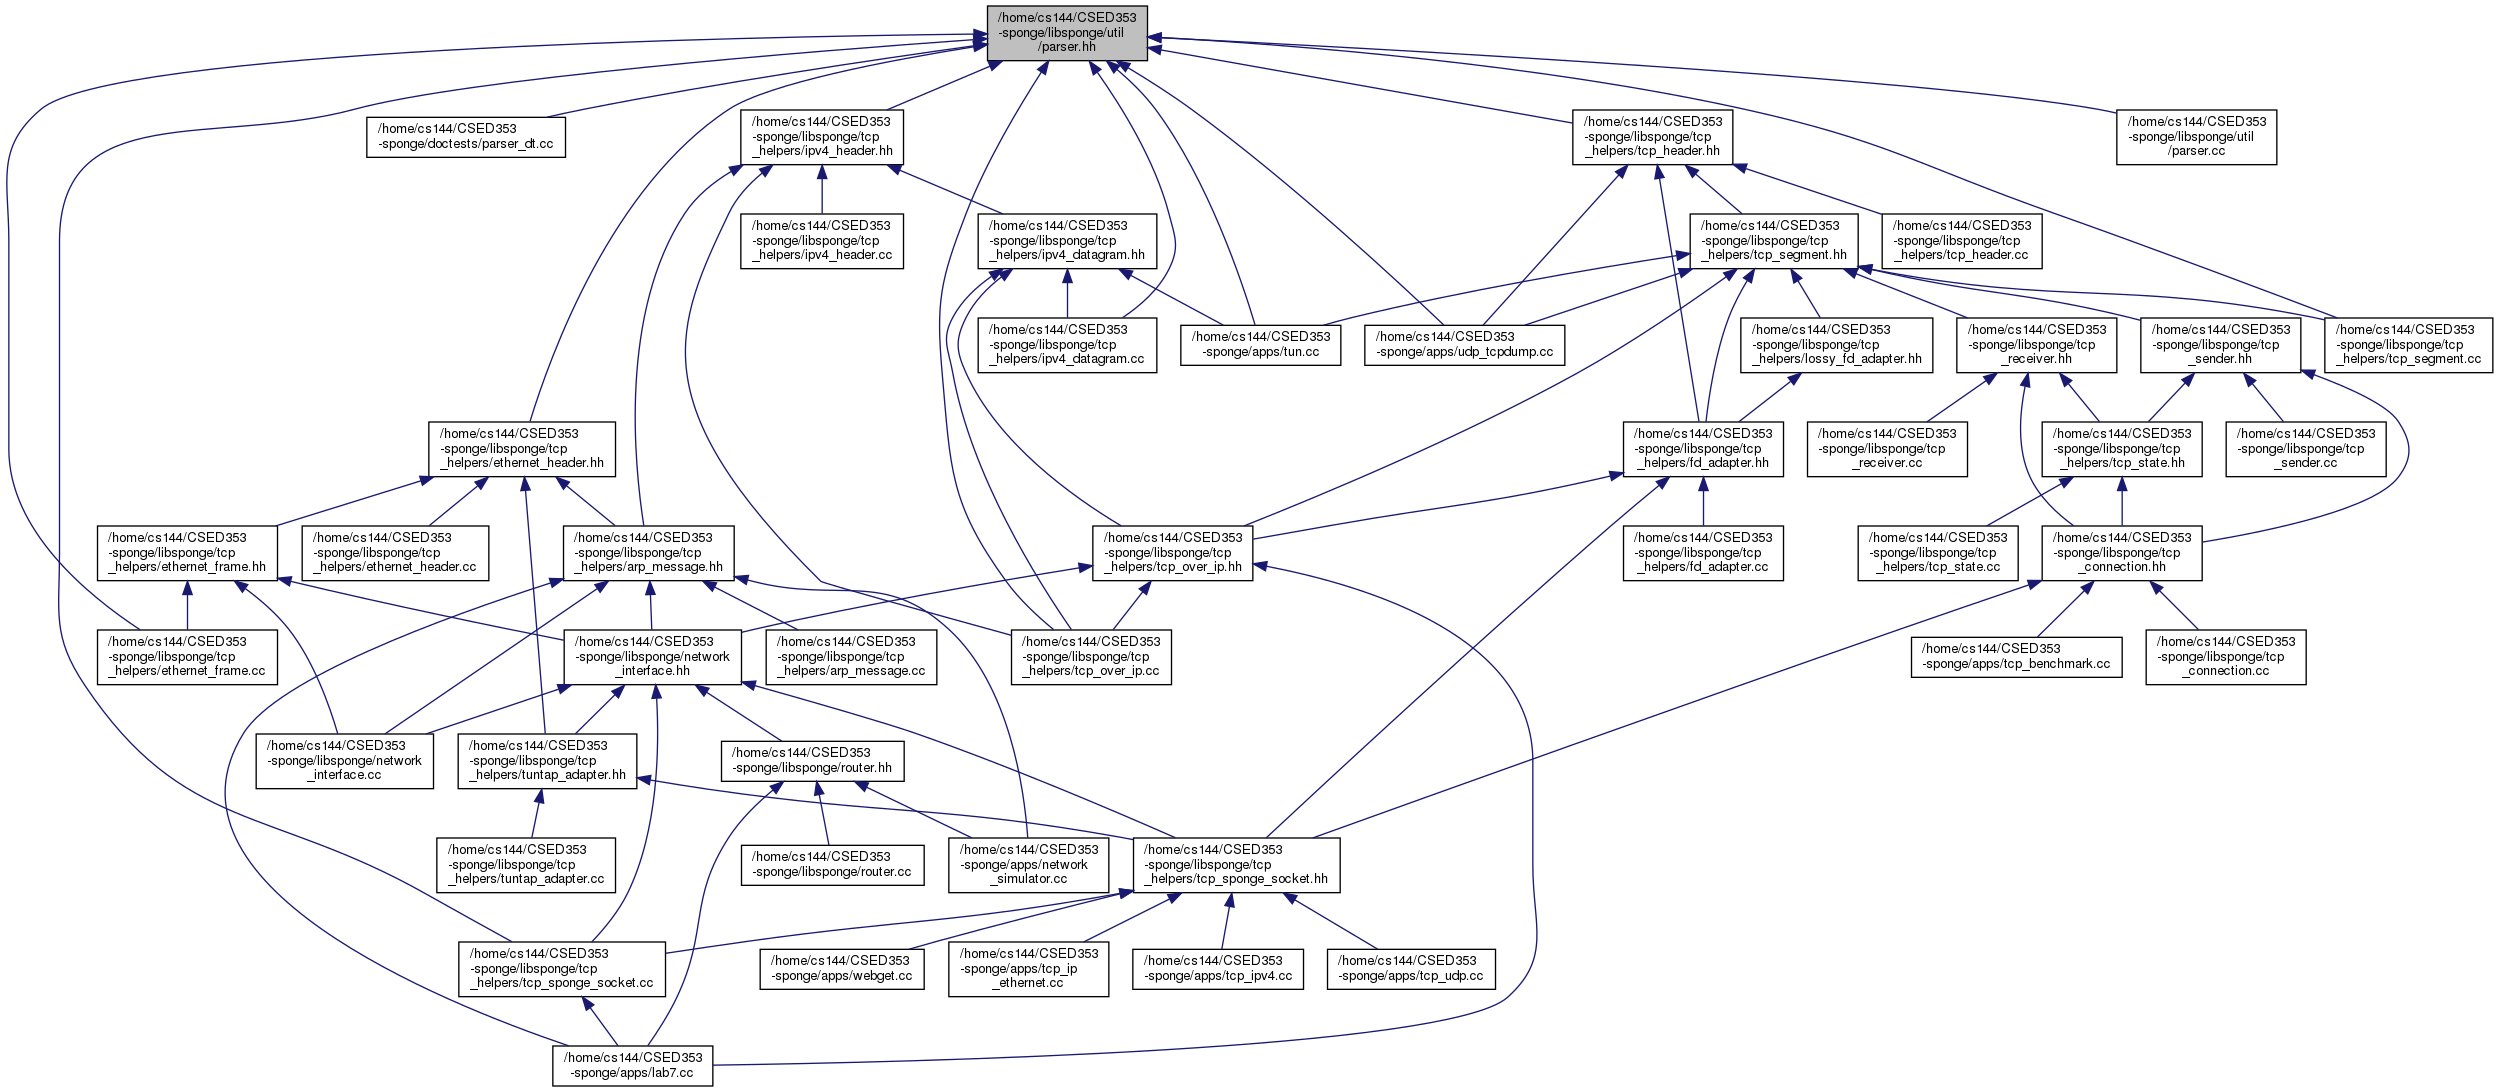 /home/cs144/CSED353
-sponge/libsponge/util
/parser.hh
/home/cs144/CSED353
-sponge/doctests/parser_dt.cc
/home/cs144/CSED353
-sponge/libsponge/tcp
_helpers/ipv4_header.hh
/home/cs144/CSED353
-sponge/libsponge/tcp
_helpers/tcp_header.hh
/home/cs144/CSED353
-sponge/libsponge/util
/parser.cc
/home/cs144/CSED353
-sponge/libsponge/tcp
_helpers/ipv4_header.cc
/home/cs144/CSED353
-sponge/libsponge/tcp
_helpers/ipv4_datagram.hh
/home/cs144/CSED353
-sponge/libsponge/tcp
_helpers/tcp_segment.hh
/home/cs144/CSED353
-sponge/libsponge/tcp
_helpers/tcp_header.cc
/home/cs144/CSED353
-sponge/libsponge/tcp
_helpers/ipv4_datagram.cc
/home/cs144/CSED353
-sponge/apps/tun.cc
/home/cs144/CSED353
-sponge/apps/udp_tcpdump.cc
/home/cs144/CSED353
-sponge/libsponge/tcp
_helpers/lossy_fd_adapter.hh
/home/cs144/CSED353
-sponge/libsponge/tcp
_receiver.hh
/home/cs144/CSED353
-sponge/libsponge/tcp
_sender.hh
/home/cs144/CSED353
-sponge/libsponge/tcp
_helpers/tcp_segment.cc
/home/cs144/CSED353
-sponge/libsponge/tcp
_helpers/ethernet_header.hh
/home/cs144/CSED353
-sponge/libsponge/tcp
_helpers/fd_adapter.hh
/home/cs144/CSED353
-sponge/libsponge/tcp
_receiver.cc
/home/cs144/CSED353
-sponge/libsponge/tcp
_helpers/tcp_state.hh
/home/cs144/CSED353
-sponge/libsponge/tcp
_sender.cc
/home/cs144/CSED353
-sponge/libsponge/tcp
_helpers/ethernet_frame.hh
/home/cs144/CSED353
-sponge/libsponge/tcp
_helpers/ethernet_header.cc
/home/cs144/CSED353
-sponge/libsponge/tcp
_helpers/arp_message.hh
/home/cs144/CSED353
-sponge/libsponge/tcp
_helpers/tcp_over_ip.hh
/home/cs144/CSED353
-sponge/libsponge/tcp
_helpers/fd_adapter.cc
/home/cs144/CSED353
-sponge/libsponge/tcp
_helpers/tcp_state.cc
/home/cs144/CSED353
-sponge/libsponge/tcp
_connection.hh
/home/cs144/CSED353
-sponge/libsponge/tcp
_helpers/ethernet_frame.cc
/home/cs144/CSED353
-sponge/libsponge/network
_interface.hh
/home/cs144/CSED353
-sponge/libsponge/tcp
_helpers/arp_message.cc
/home/cs144/CSED353
-sponge/libsponge/tcp
_helpers/tcp_over_ip.cc
/home/cs144/CSED353
-sponge/apps/tcp_benchmark.cc
/home/cs144/CSED353
-sponge/libsponge/tcp
_connection.cc
/home/cs144/CSED353
-sponge/libsponge/network
_interface.cc
/home/cs144/CSED353
-sponge/libsponge/tcp
_helpers/tuntap_adapter.hh
/home/cs144/CSED353
-sponge/libsponge/router.hh
/home/cs144/CSED353
-sponge/libsponge/tcp
_helpers/tuntap_adapter.cc
/home/cs144/CSED353
-sponge/libsponge/router.cc
/home/cs144/CSED353
-sponge/apps/network
_simulator.cc
/home/cs144/CSED353
-sponge/libsponge/tcp
_helpers/tcp_sponge_socket.hh
/home/cs144/CSED353
-sponge/libsponge/tcp
_helpers/tcp_sponge_socket.cc
/home/cs144/CSED353
-sponge/apps/webget.cc
/home/cs144/CSED353
-sponge/apps/tcp_ip
_ethernet.cc
/home/cs144/CSED353
-sponge/apps/tcp_ipv4.cc
/home/cs144/CSED353
-sponge/apps/tcp_udp.cc
/home/cs144/CSED353
-sponge/apps/lab7.cc